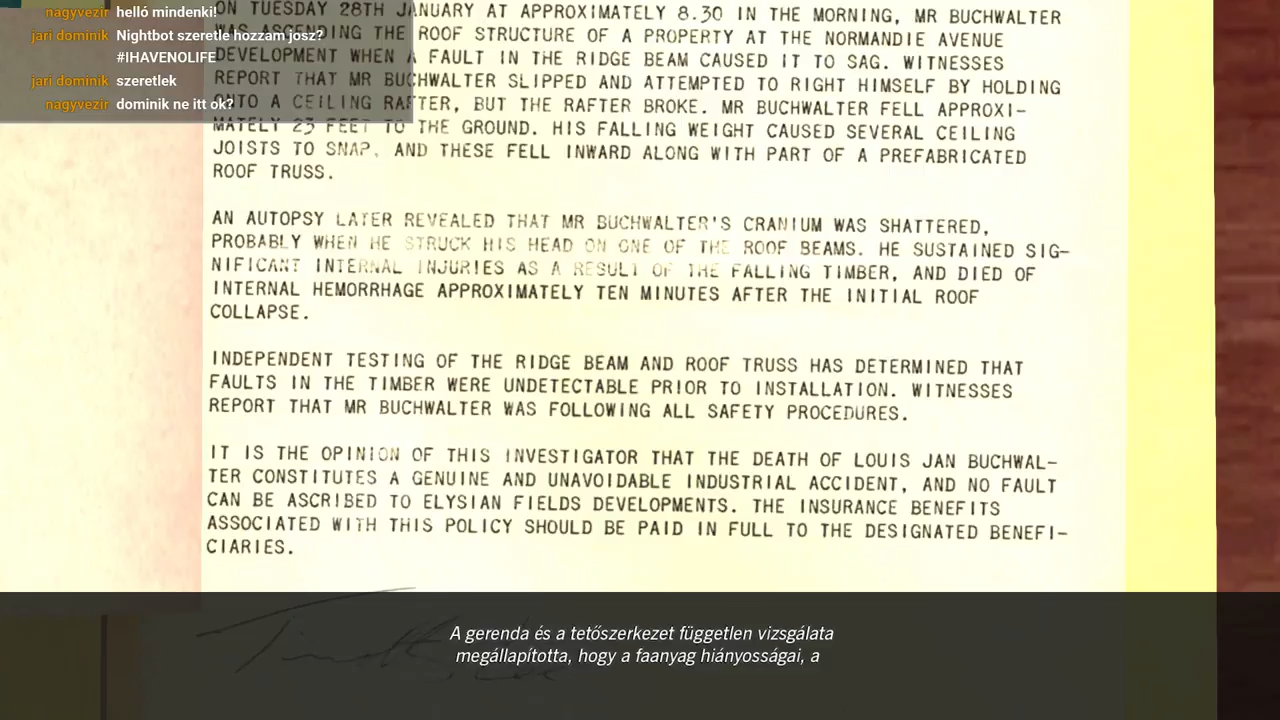 nagyvezír helló mindenki!
jari dominik Nightbot szeretle hozzam josz?
#IHAVENOLIFE
jari dominik szeretlek
nagyvezír dominik ne itt ok?
ON TUESDAY 28TH JANUARY AT APPROXIMATELY 8.30 IN THE MORNING, MR BUCHWALTER
WAS ASCENDING THE ROOF STRUCTURE OF A PROPERTY AT THE NORMANDIE AVENUE
DEVELOPMENT WHEN A FAULT IN THE RIDGE BEAM CAUSED IT TO SAG. WITNESSES
REPORT THAT MR BUCHWALTER SLIPPED AND ATTEMPTED TO RIGHT HIMSELF BY HOLDING
ONTO A CEILING RAFTER, BUT THE RAFTER BROKE. MR BUCHWALTER FELL APPROXI-
MATELY 23 FEET TO THE GROUND. HIS FALLING WEIGHT CAUSED SEVERAL CEILING
JOISTS TO SNAP, AND THESE FELL INWARD ALONG WITH PART OF A PREFABRICATED
ROOF TRUSS.
AN AUTOPSY LATER REVEALED THAT MR BUCHWALTER'S CRANIUM WAS SHATTERED,
PROBABLY WHEN HE STRUCK HIS HEAD ON ONE OF THE ROOF BEAMS. HE SUSTAINED SIG-
NIFICANT INTERNAL INJURIES AS A RESULT OF THE FALLING TIMBER, AND DIED OF
INTERNAL HEMORRHAGE APPROXIMATELY TEN MINUTES AFTER THE INITIAL ROOF
COLLAPSE.
INDEPENDENT TESTING OF THE RIDGE BEAM AND ROOF TRUSS HAS DETERMINED THAT
FAULTS IN THE TIMBER WERE UNDETECTABLE PRIOR TO INSTALLATION. WITNESSES
REPORT THAT MR BUCHWALTER WAS FOLLOWING ALL SAFETY PROCEDURES.
IT IS THE OPINION OF THIS INVESTIGATOR THAT THE DEATH OF LOUIS JAN BUCHWAL-
TER CONSTITUTES A GENUINE AND UNAVOIDABLE INDUSTRIAL ACCIDENT, AND NO FAULT
CAN BE ASCRIBED TO ELYSIAN FIELDS DEVELOPMENTS. THE INSURANCE BENEFITS
ASSOCIATED WITH THIS POLICY SHOULD BE PAID IN FULL TO THE DESIGNATED BENEFI-
CIARIES.
A gerenda és a tetőszerkezet független vizsgálata
megállapította, hogy a faanyag hiányosságai, a